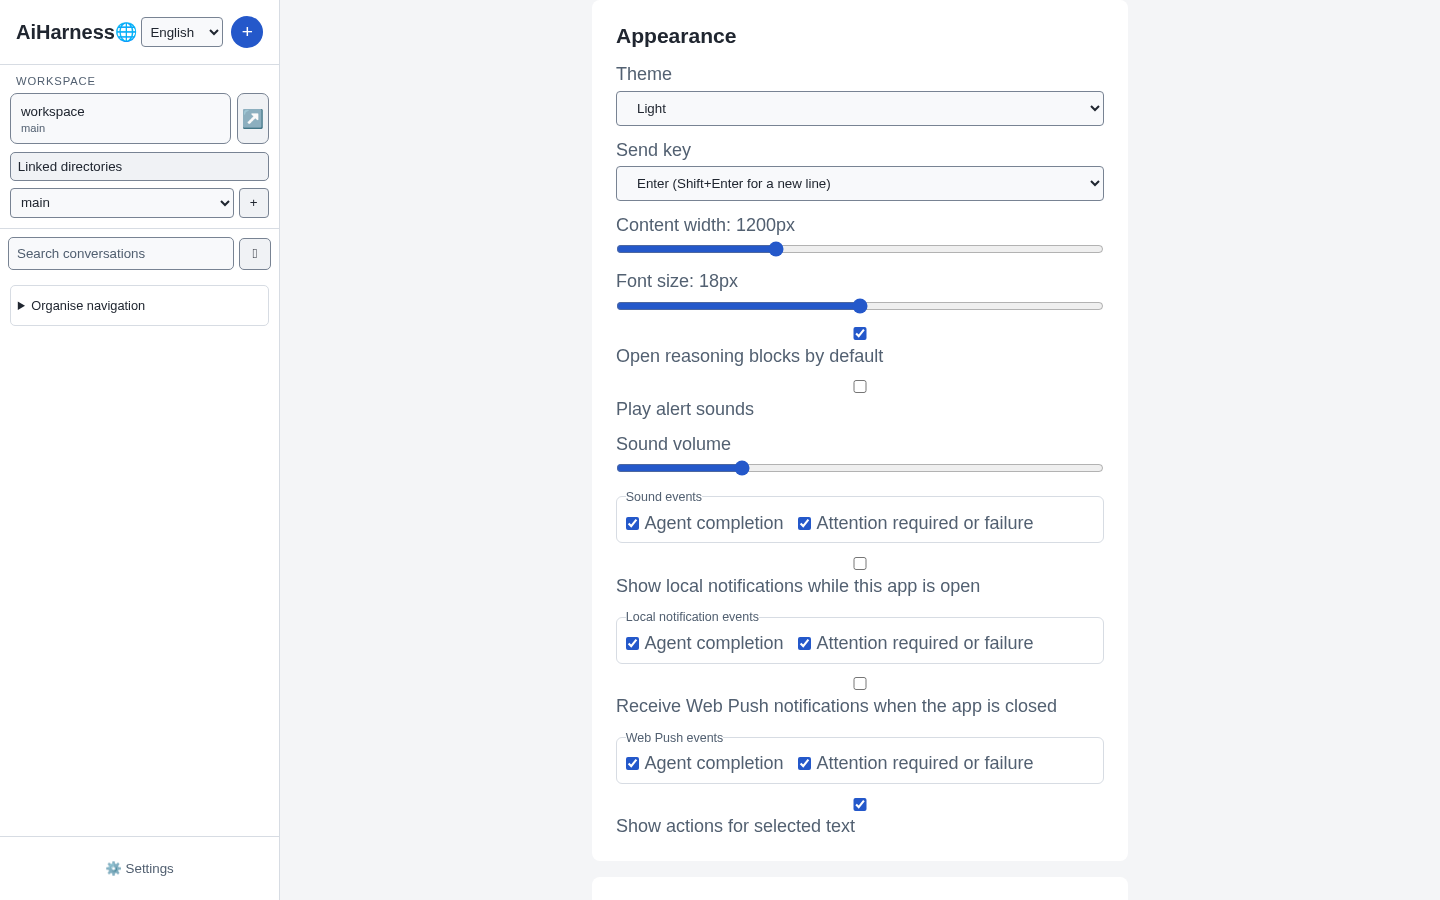 AiHarness🌐 English +
WORKSPACE
workspace
main
Linked directories
main +
Search conversations
Organise navigation
⚙️ Settings
Appearance
Theme
Light
Send key
Enter (Shift+Enter for a new line)
Content width: 1200px
Font size: 18px
Open reasoning blocks by default
Play alert sounds
Sound volume
Sound events
Agent completion Attention required or failure
Show local notifications while this app is open
Local notification events
Agent completion Attention required or failure
Receive Web Push notifications when the app is closed
Web Push events
Agent completion Attention required or failure
Show actions for selected text